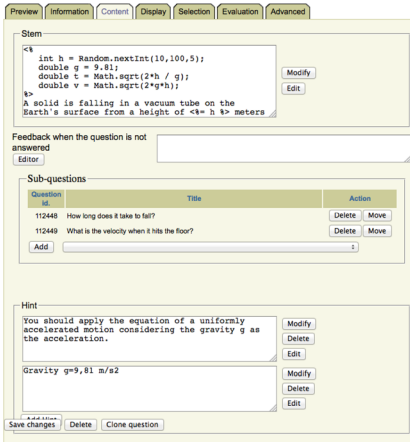 Preview Information Content Display Selection Evaluation Advanced
Stem
<%
int h = Random.nextInt(10,100,5);
double g = 9.81;
double t = Math.sqrt(2*h / g);
double v = Math.sqrt(2*g*h);
%>
A solid is falling in a vacuum tube on the
Earth's surface from a height of <%= h %> meters
Modify
Edit
Feedback when the question is not
answered
Editor
Sub-questions
Question id. Title Action
112448 How long does it take to fall? Delete Move
112449 What is the velocity when it hits the floor? Delete Move
Add
Hint
You should apply the equation of a uniformly
accelerated motion considering the gravity g as
the acceleration.
Modify
Delete
Edit
Gravity g=9,81 m/s2
Modify
Delete
Edit
Add Hint
Save changes Delete Clone question